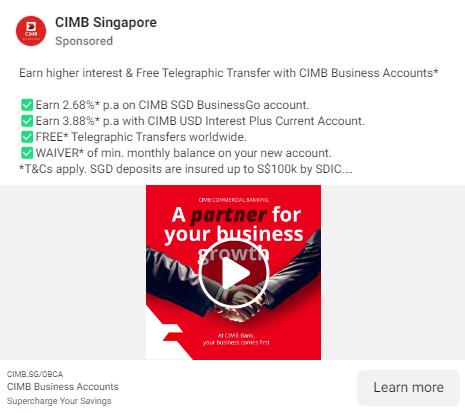 CIMB Singapore
Sponsored
Earn higher interest & Free Telegraphic Transfer with CIMB Business Accounts*
✅Earn 2.68%* p.a on CIMB SGD BusinessGo account.
✅Earn 3.88%* p.a with CIMB USD Interest Plus Current Account.
✅FREE* Telegraphic Transfers worldwide.
✅WAIVER* of min. monthly balance on your new account.
*T&Cs apply. SGD deposits are insured up to S$100k by SDIC....
CIMB COMMERCIAL BANKING
A partner for
your business
growth
At CIMB Bank,
your business comes first
CIMB.SG/OBCA
CIMB Business Accounts
Supercharge Your Savings
Learn more